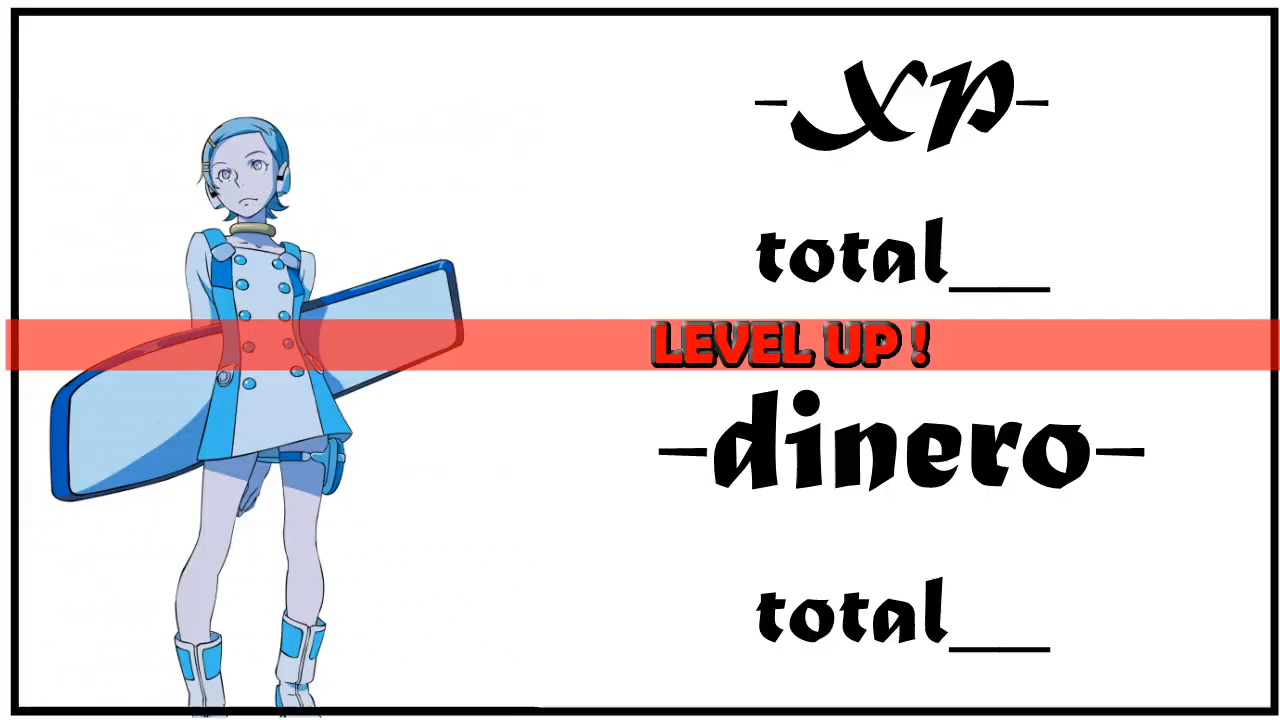 -xp-
total__
LEVEL UP !
-dinero-
total__